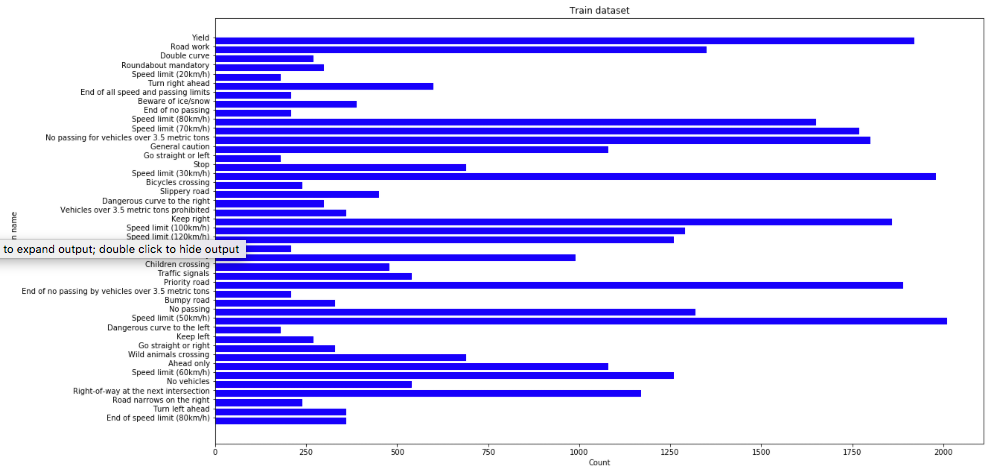 Train dataset
Yield
Road work
Double curve
Roundabout mandatory
Speed limit (20km/h)
Turn right ahead
End of all speed and passing limits
Beware of ice/snow
End of no passing
Speed limit (80km/h)
Speed limit (70km/h)
No passing for vehicles over 3.5 metric tons
General caution
Go straight or left
Stop
Speed limit (30km/h)
Bicycles crossing
Slippery road
Dangerous curve to the right
Vehicles over 3.5 metric tons prohibited
Keep right
Speed limit (100km/h)
Speed limit (120km/h)
to expand output; double click to hide output
Children crossing
Traffic signals
Priority road
End of no passing by vehicles over 3.5 metric tons
Bumpy road
No passing
Speed limit (50km/h)
Dangerous curve to the left
Keep left
Go straight or right
Wild animals crossing
Ahead only
Speed limit (60km/h)
No vehicles
Right-of-way at the next intersection
Road narrows on the right
Turn left ahead
End of speed limit (80km/h)
n name
0 250 500 750 1000 1250 1500 1750 2000
Count